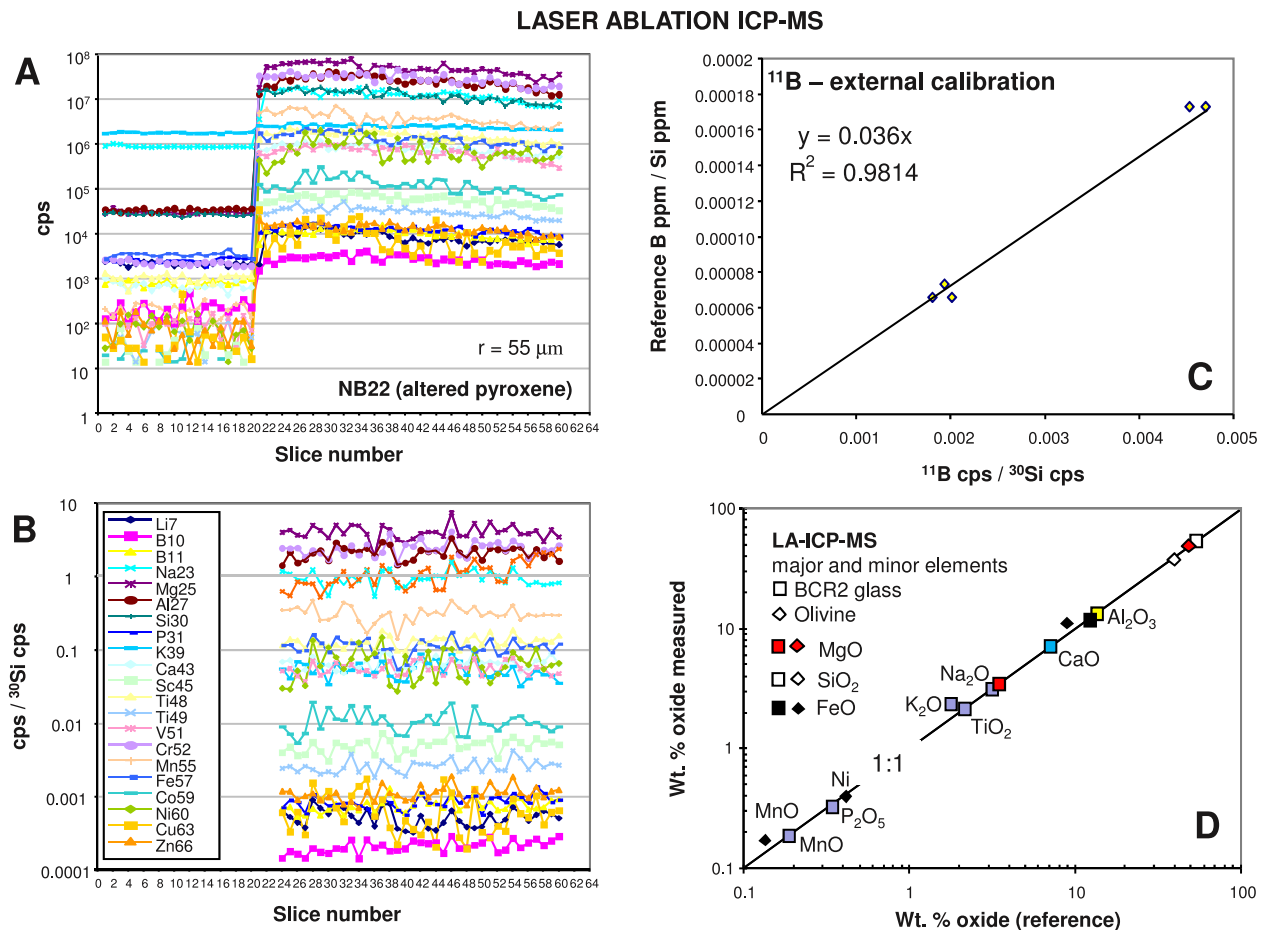 LASER ABLATION ICP-MS
A
10⁸
10⁷
10⁶
10⁵
10⁴
10³
10²
10
1
cps
r = 55 μm
NB22 (altered pyroxene)
0 2 4 6 8 10 12 14 16 18 20 22 24 26 28 30 32 34 36 38 40 42 44 46 48 50 52 54 56 58 60 62 64
Slice number
¹¹B – external calibration
y = 0.036x
R² = 0.9814
C
0.0002
0.00018
0.00016
0.00014
0.00012
0.0001
0.00008
0.00006
0.00004
0.00002
0
Reference B ppm / Si ppm
0 0.001 0.002 0.003 0.004 0.005
¹¹B cps / ³⁰Si cps
B
10
1
0.1
0.01
0.001
0.0001
cps / ³⁰Si cps
Li7
B10
B11
Na23
Mg25
Al27
Si30
P31
K39
Ca43
Sc45
Ti48
Ti49
V51
Cr52
Mn55
Fe57
Co59
Ni60
Cu63
Zn66
0 2 4 6 8 10 12 14 16 18 20 22 24 26 28 30 32 34 36 38 40 42 44 46 48 50 52 54 56 58 60 62 64
Slice number
100
10
1
0.1
Wt. % oxide measured
LA-ICP-MS
major and minor elements
BCR2 glass
Olivine
MgO
SiO₂
FeO
Al₂O₃
CaO
Na₂O
K₂O
TiO₂
1:1
Ni
P₂O₅
MnO
MnO
D
0.1 1 10 100
Wt. % oxide (reference)